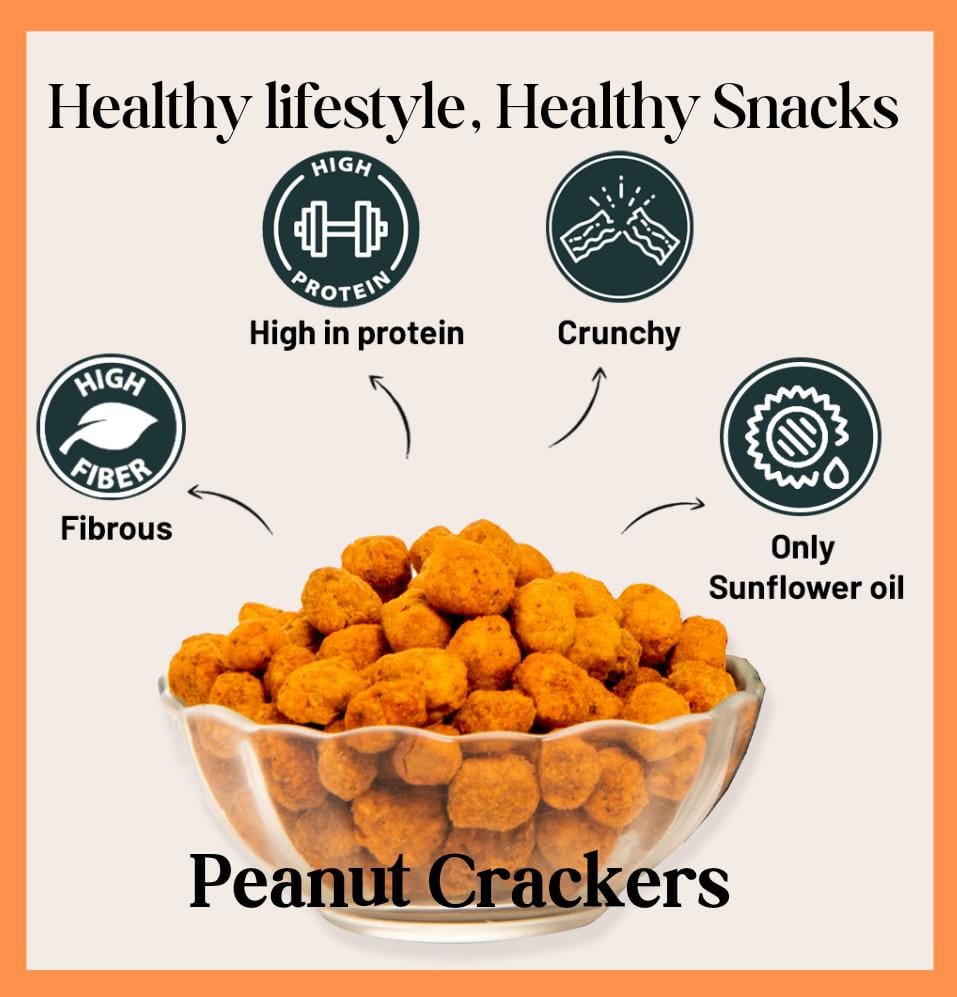 Healthy lifestyle, Healthy Snacks
HIGH
PROTEIN
High in protein
Crunchy
HIGH
FIBER
Fibrous
Only
Sunflower oil
Peanut Crackers